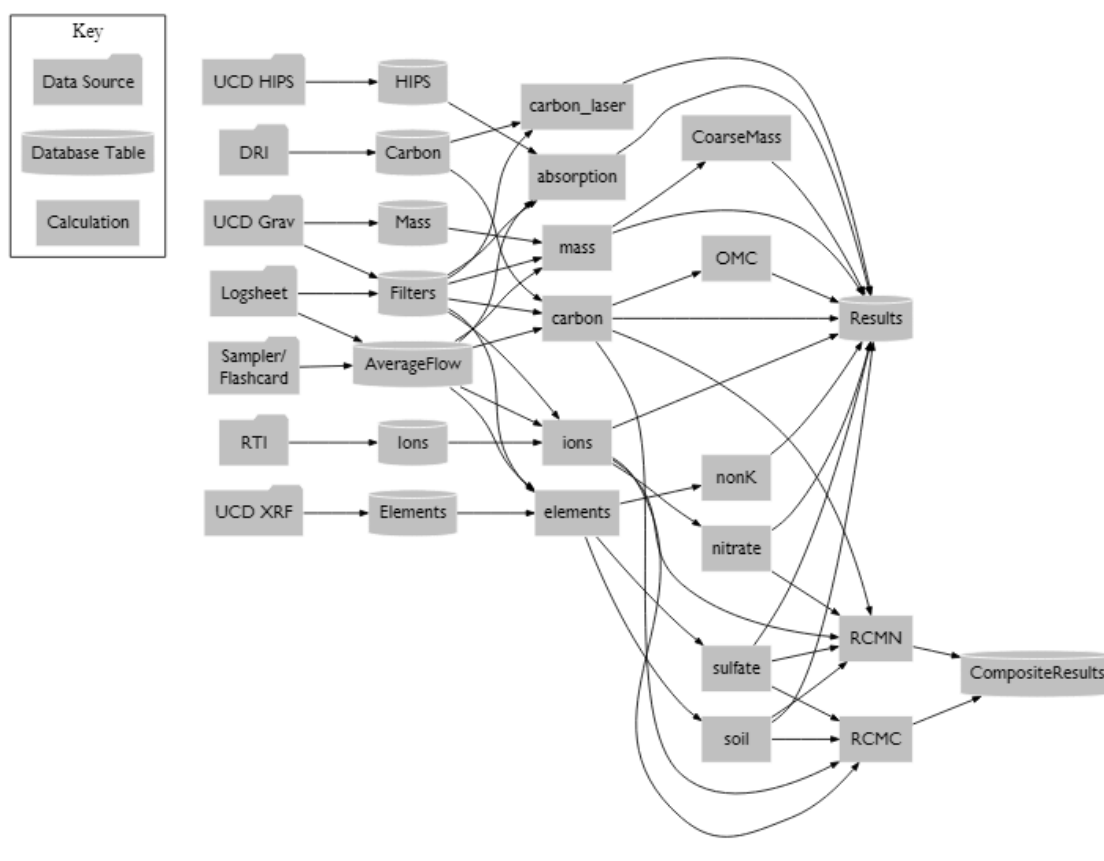 Key
Data Source
Database Table
Calculation
UCD HIPS
HIPS
carbon_laser
DRI
Carbon
CoarseMass
absorption
UCD Grav
Mass
mass
OMC
Logsheet
Filters
carbon
Results
Sampler/
Flashcard
AverageFlow
RTI
Ions
ions
nonK
UCD XRF
Elements
elements
nitrate
RCMN
sulfate
CompositeResults
soil
RCMC